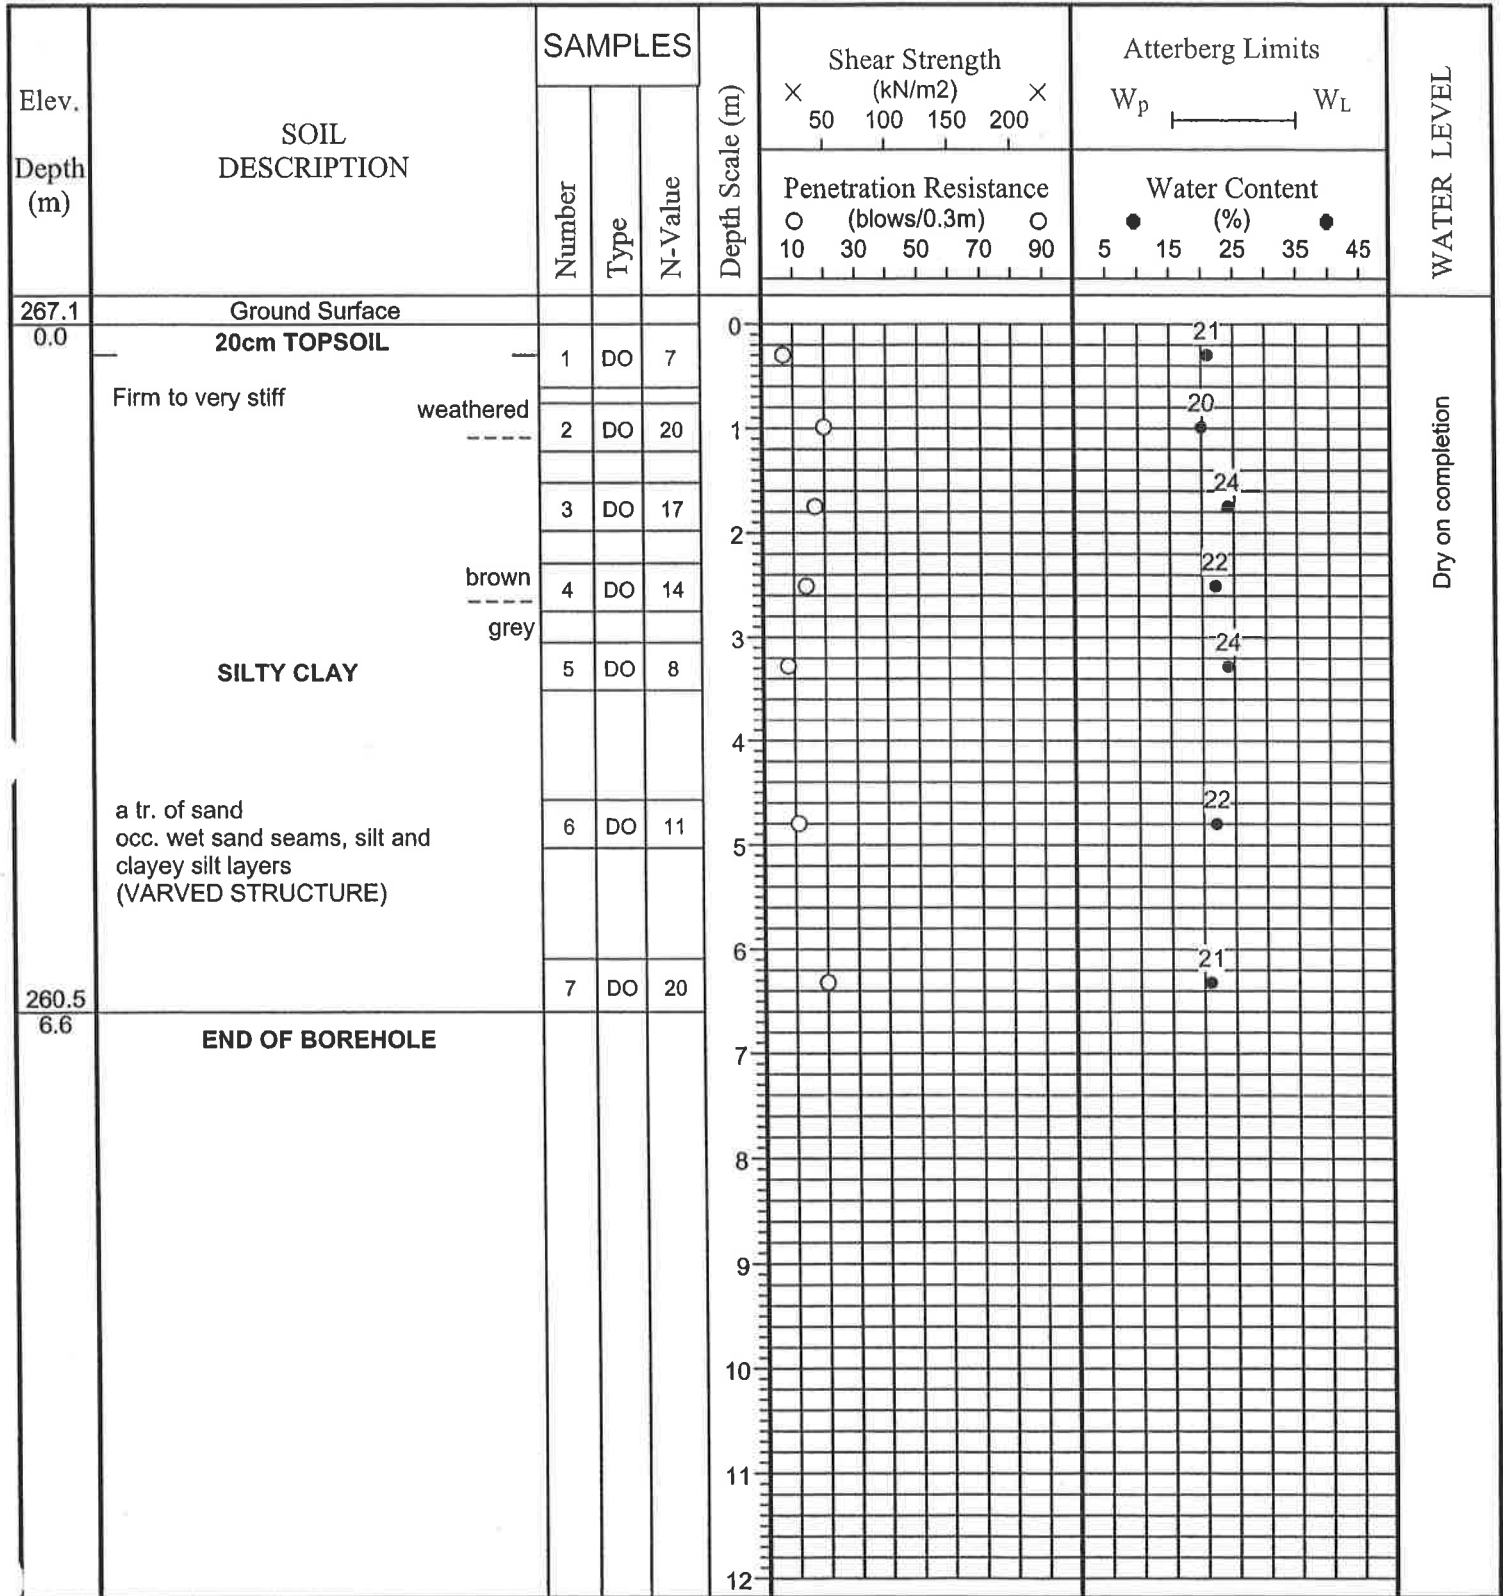 Elev.
Depth
(m)
SOIL
DESCRIPTION
SAMPLES
Number
Type
N-Value
Depth Scale (m)
Shear Strength
× (kN/m2) ×
50 100 150 200
Penetration Resistance
○ (blows/0.3m) ○
10 30 50 70 90
Atterberg Limits
Wp WL
Water Content
● (%) ●
5 15 25 35 45
WATER LEVEL
267.1 Ground Surface
0.0 20cm TOPSOIL
0
21
1 DO 7
Firm to very stiff
weathered
20
2 DO 20
1
24
3 DO 17
2
22
brown
4 DO 14
grey
3
24
SILTY CLAY
5 DO 8
4
22
a tr. of sand
occ. wet sand seams, silt and
clayey silt layers
(VARVED STRUCTURE)
6 DO 11
5
6
21
7 DO 20
260.5
6.6
END OF BOREHOLE
7
8
9
10
11
12
Dry on completion